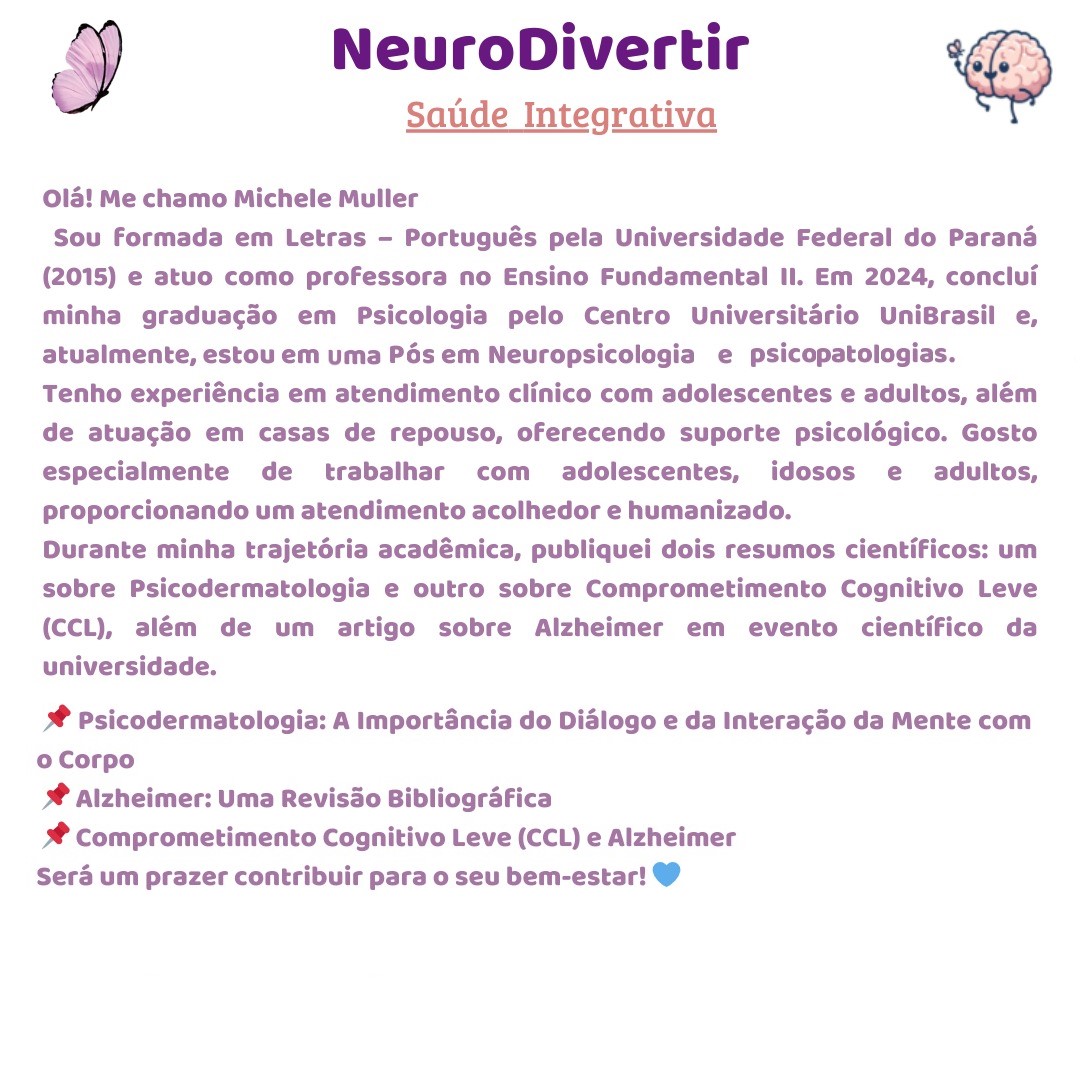 NeuroDivertir
Saúde Integrativa
Olá! Me chamo Michele Muller
Sou formada em Letras – Português pela Universidade Federal do Paraná
(2015) e atuo como professora no Ensino Fundamental II. Em 2024, concluí
minha graduação em Psicologia pelo Centro Universitário UniBrasil e,
atualmente, estou em uma Pós em Neuropsicologia e psicopatologias.
Tenho experiência em atendimento clínico com adolescentes e adultos, além
de atuação em casas de repouso, oferecendo suporte psicológico. Gosto
especialmente de trabalhar com adolescentes, idosos e adultos,
proporcionando um atendimento acolhedor e humanizado.
Durante minha trajetória acadêmica, publiquei dois resumos científicos: um
sobre Psicodermatologia e outro sobre Comprometimento Cognitivo Leve
(CCL), além de um artigo sobre Alzheimer em evento científico da
universidade.
📌 Psicodermatologia: A Importância do Diálogo e da Interação da Mente com
o Corpo
📌 Alzheimer: Uma Revisão Bibliográfica
📌 Comprometimento Cognitivo Leve (CCL) e Alzheimer
Será um prazer contribuir para o seu bem-estar! 💙